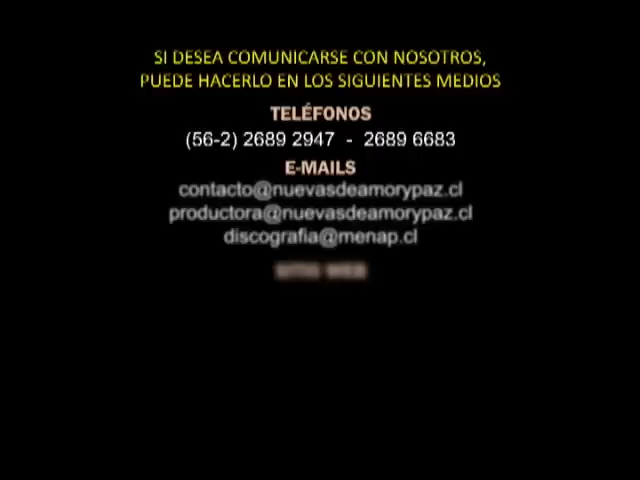 SI DESEA COMUNICARSE CON NOSOTROS,
PUEDE HACERLO EN LOS SIGUIENTES MEDIOS
TELÉFONOS
(56-2) 2689 2947 - 2689 6683
E-MAILS
contacto@nuevasdeamorypaz.cl
productora@nuevasdeamorypaz.cl
discografia@menap.cl